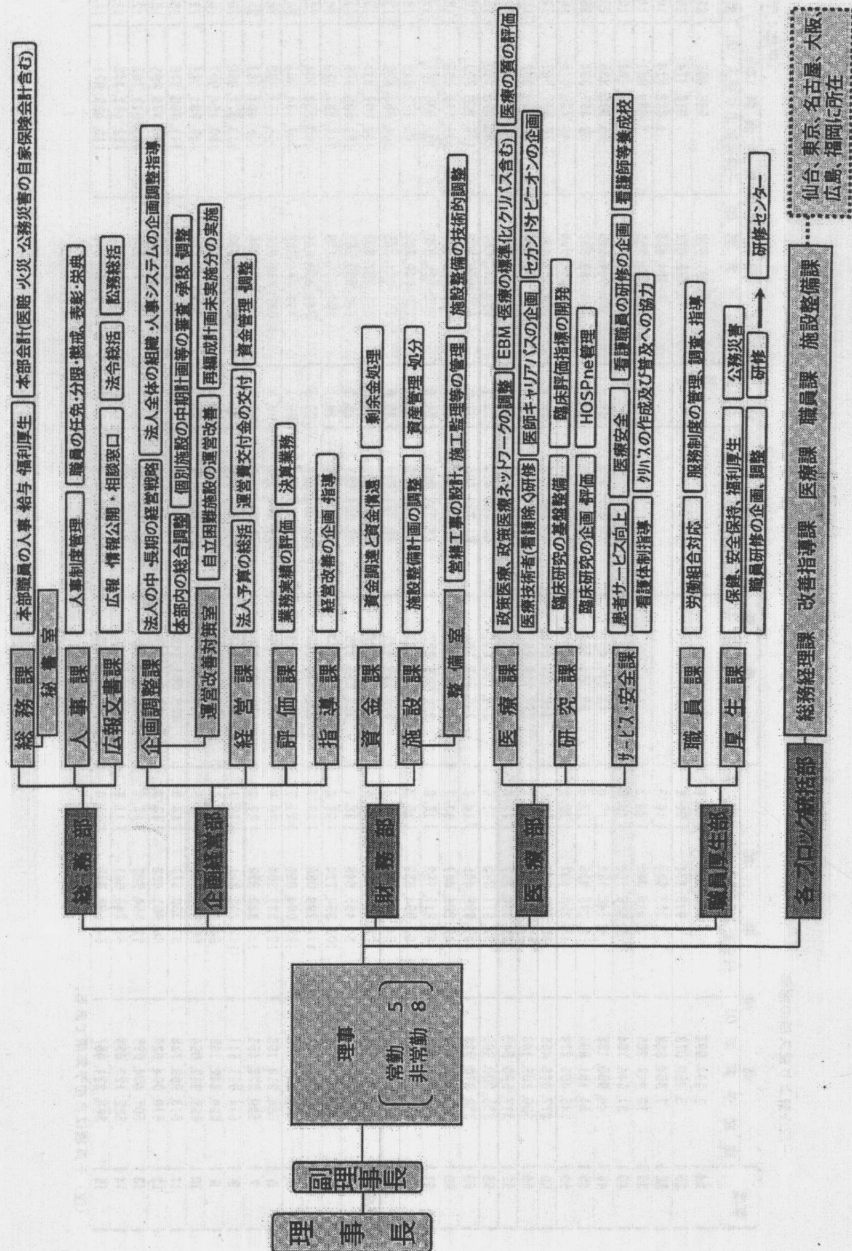 理事長
副理事長
理事
常勤 5
非常勤 8
総務部
総務課
本部職員の人事・給与・福利厚生
本部会計(医賠・火災・公務災害の自家保険会計含む)
秘書室
人事課
人事制度管理
職員の任免・分限・懲戒、表彰・栄典
広報文書課
広報・情報公開・相談窓口
法令総括
訟務総括
企画経営部
企画調整課
法人の中・長期の経営戦略
法人全体の組織・人事システムの企画調整指導
本部内の総合調整
個別施設の中期計画等の審査・承認・調整
運営改善対策室
自立困難施設の運営改善
再編成計画未実施分の実施
経営課
法人予算の総括
運営費交付金の交付
資金管理・調整
評価課
業務実績の評価
決算業務
指導課
経営改善の企画・指導
財務部
資金課
資金調達と資金償還
剰余金処理
施設課
施設整備計画の調整
資産管理・処分
整備室
営繕工事の設計、施工監理等の管理
施設整備の技術的調整
医療部
医療課
政策医療、政策医療ネットワークの調整
EBM・医療の標準化(クリパス含む)
医療の質の評価
医療技術者(看護除く)研修
医師キャリアパスの企画
セカンドオピニオンの企画
研究課
臨床研究の基盤整備
臨床評価指標の開発
臨床研究の企画・評価
HOSPne管理
サービス・安全課
患者サービス向上
医療安全
看護職員の研修の企画
看護師等養成校
看護体制指導
クリパスの作成及び普及への協力
職員厚生部
職員課
労働組合対応
服務制度の管理、調査、指導
厚生課
保健、安全保持、福利厚生
公務災害
職員研修の企画、調整
研修
研修センター
各ブロック統括部
総務経理課 改善指導課 医療課 職員課 施設整備課
仙台、東京、名古屋、大阪、
広島、福岡に所在